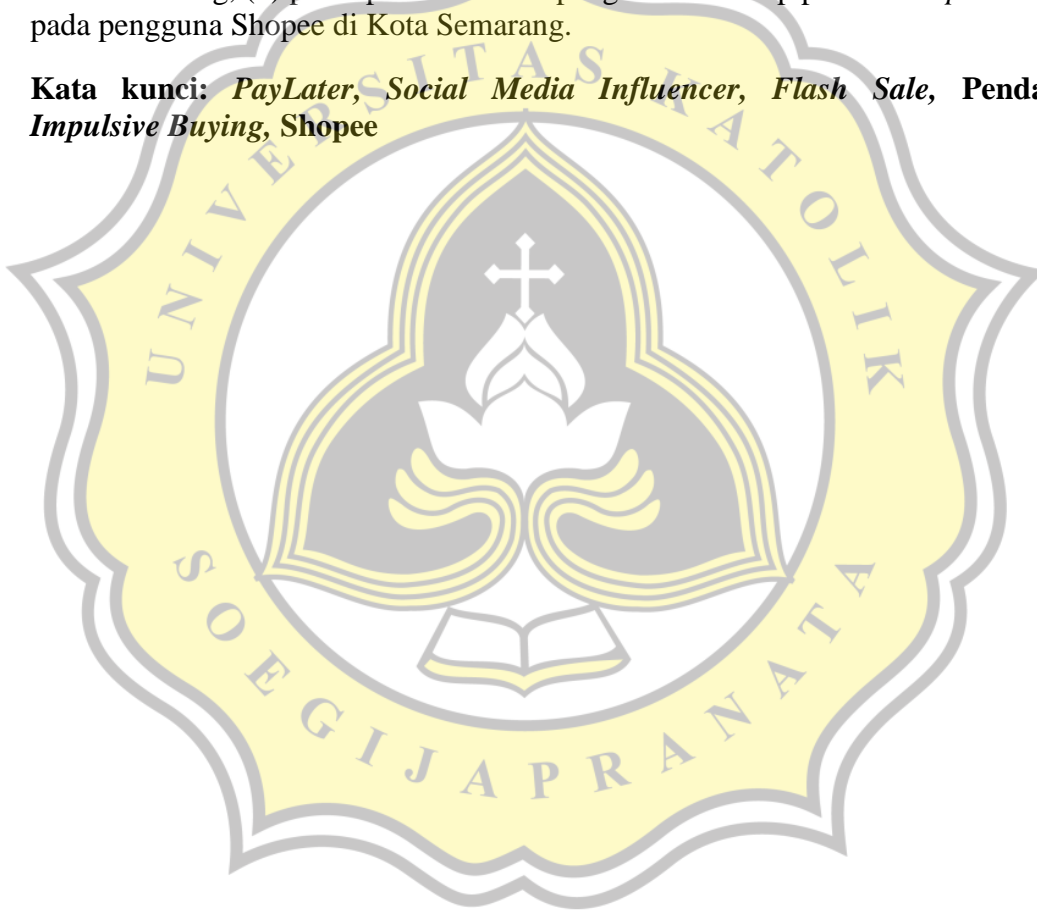 pada pengguna Shopee di Kota Semarang.
Kata kunci: PayLater, Social Media Influencer, Flash Sale, Penda
Impulsive Buying, Shopee
UNIVERSITAS KATOLIK
SOEGIJAPRANATA